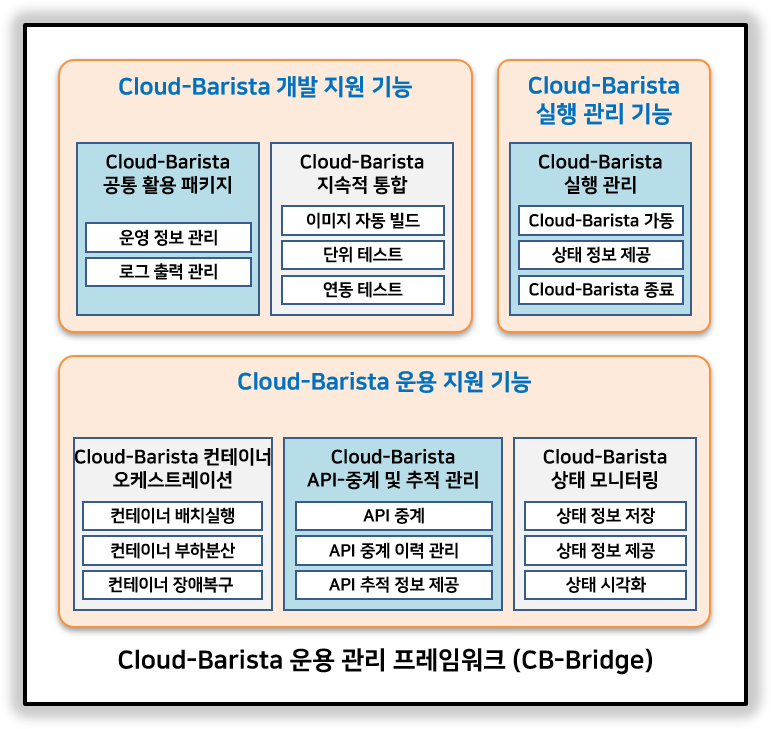 Cloud-Barista 개발 지원 기능
Cloud-Barista
공통 활용 패키지
운영 정보 관리
로그 출력 관리
Cloud-Barista
지속적 통합
이미지 자동 빌드
단위 테스트
연동 테스트
Cloud-Barista
실행 관리 기능
Cloud-Barista
실행 관리
Cloud-Barista 가동
상태 정보 제공
Cloud-Barista 종료
Cloud-Barista 운용 지원 기능
Cloud-Barista 컨테이너
오케스트레이션
컨테이너 배치실행
컨테이너 부하분산
컨테이너 장애복구
Cloud-Barista
API-중계 및 추적 관리
API 중계
API 중계 이력 관리
API 추적 정보 제공
Cloud-Barista
상태 모니터링
상태 정보 저장
상태 정보 제공
상태 시각화
Cloud-Barista 운용 관리 프레임워크 (CB-Bridge)